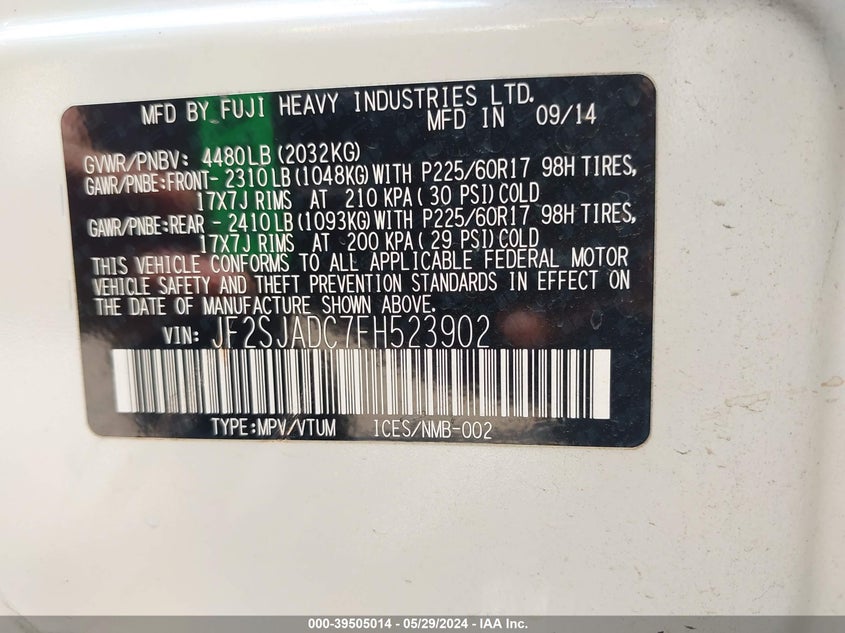 MFD BY FUJI HEAVY INDUSTRIES LTD.
MFD IN 09/14
GVWR/PNBV: 4480LB(2032KG)
GAWR/PNBE:FRONT- 2310LB(1048KG)WITH P225/60R17 98H TIRES,
17X7J RIMS AT 210 KPA(30 PSI)COLD
GAWR/PNBE:REAR - 2410LB(1093KG)WITH P225/60R17 98H TIRES,
17X7J RIMS AT 200 KPA(29 PSI)COLD
THIS VEHICLE CONFORMS TO ALL APPLICABLE FEDERAL MOTOR
VEHICLE SAFETY AND THEFT PREVENTION STANDARDS IN EFFECT ON
THE DATE OF MANUFACTURE SHOWN ABOVE.
VIN: JF2SJADC7FH523902
TYPE:MPV/VTUM ICES/NMB-002
000-39505014 - 05/29/2024 - IAA Inc.